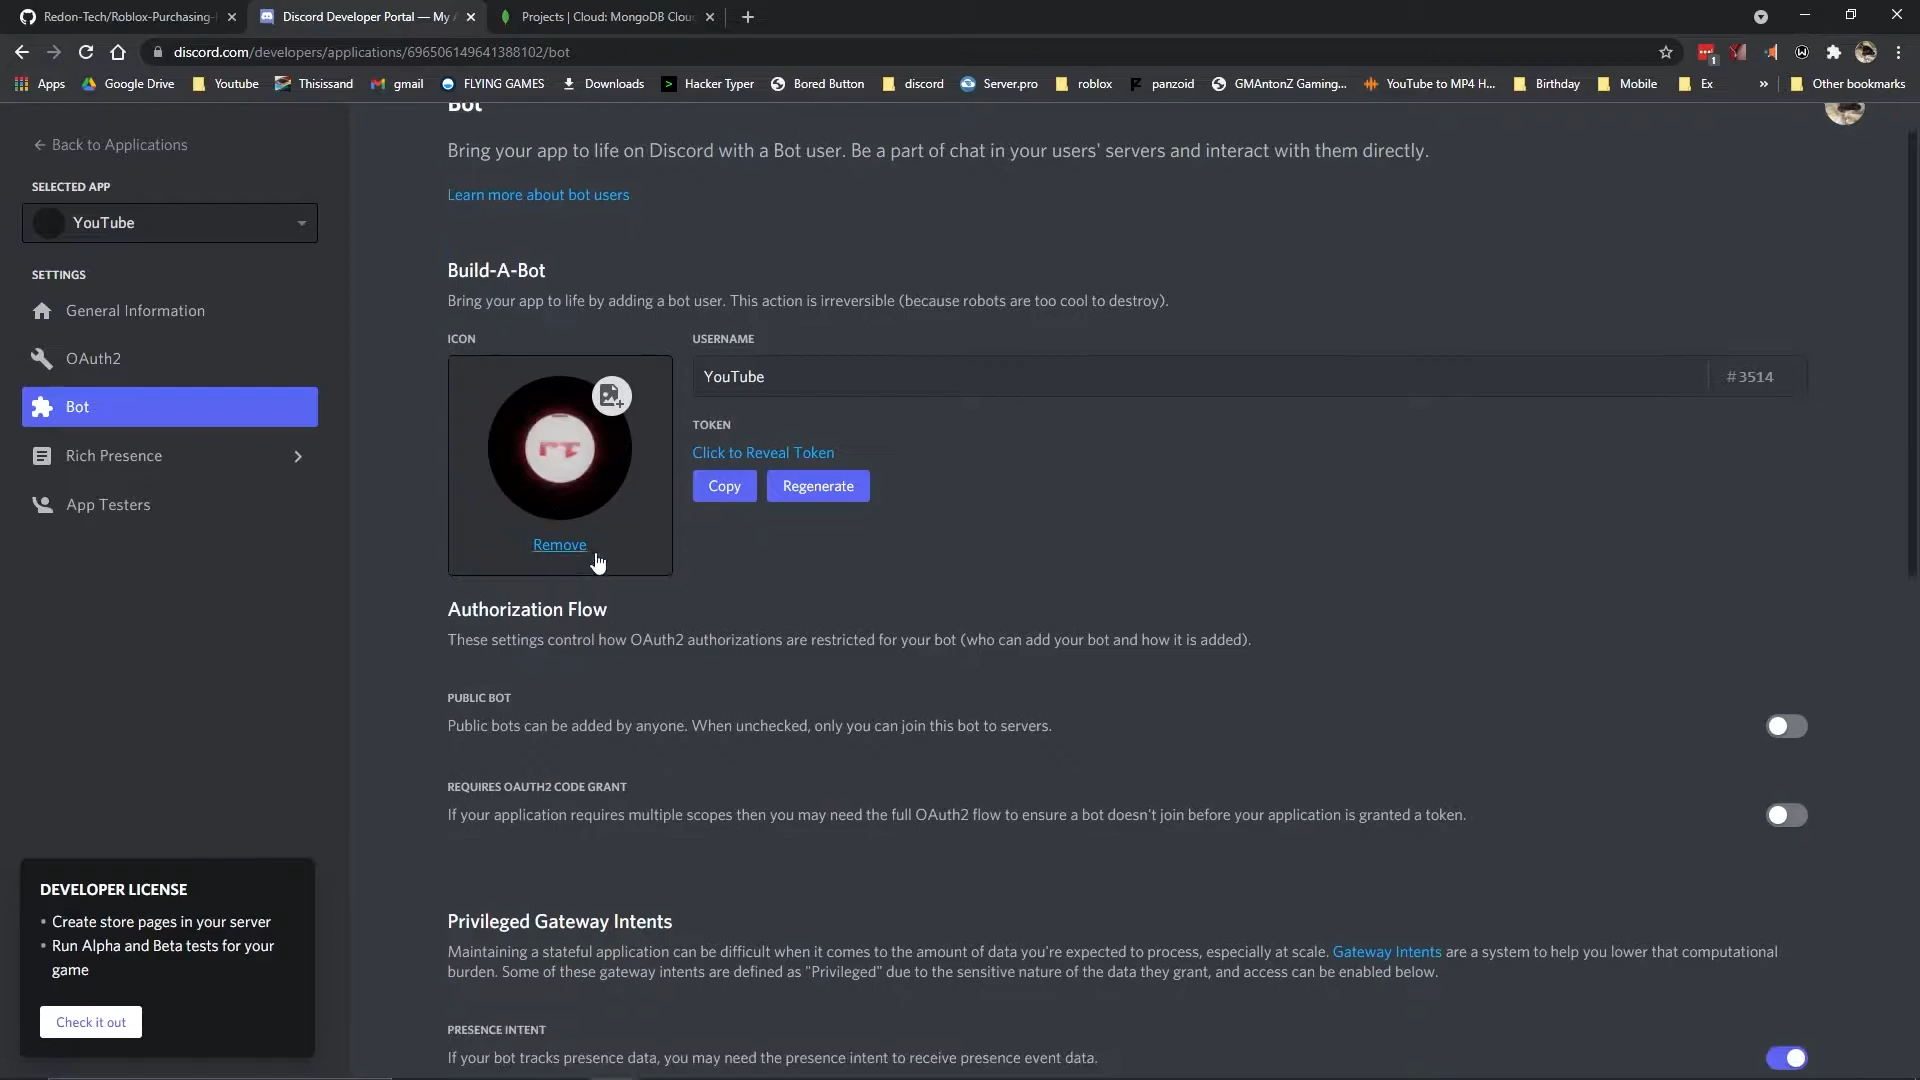 Redon-Tech/Roblox-Purchasing-
Discord Developer Portal — My A
Projects | Cloud: MongoDB Clou
discord.com/developers/applications/696506149641388102/bot
1
Apps
Google Drive
Youtube
Thisissand
gmail
FLYING GAMES
Downloads
Hacker Typer
Bored Button
discord
Server.pro
roblox
panzoid
GMAntonZ Gaming...
YouTube to MP4 H...
Birthday
Mobile
Ex
»
Other bookmarks
Bot
← Back to Applications
Bring your app to life on Discord with a Bot user. Be a part of chat in your users' servers and interact with them directly.
SELECTED APP
Learn more about bot users
YouTube
SETTINGS
Build-A-Bot
Bring your app to life by adding a bot user. This action is irreversible (because robots are too cool to destroy).
General Information
ICON
USERNAME
OAuth2
YouTube
#3514
Bot
TOKEN
Click to Reveal Token
Rich Presence
Copy
Regenerate
App Testers
Remove
Authorization Flow
These settings control how OAuth2 authorizations are restricted for your bot (who can add your bot and how it is added).
PUBLIC BOT
Public bots can be added by anyone. When unchecked, only you can join this bot to servers.
REQUIRES OAUTH2 CODE GRANT
If your application requires multiple scopes then you may need the full OAuth2 flow to ensure a bot doesn't join before your application is granted a token.
DEVELOPER LICENSE
• Create store pages in your server
• Run Alpha and Beta tests for your
game
Check it out
Privileged Gateway Intents
Maintaining a stateful application can be difficult when it comes to the amount of data you're expected to process, especially at scale. Gateway Intents are a system to help you lower that computational
burden. Some of these gateway intents are defined as "Privileged" due to the sensitive nature of the data they grant, and access can be enabled below.
PRESENCE INTENT
If your bot tracks presence data, you may need the presence intent to receive presence event data.